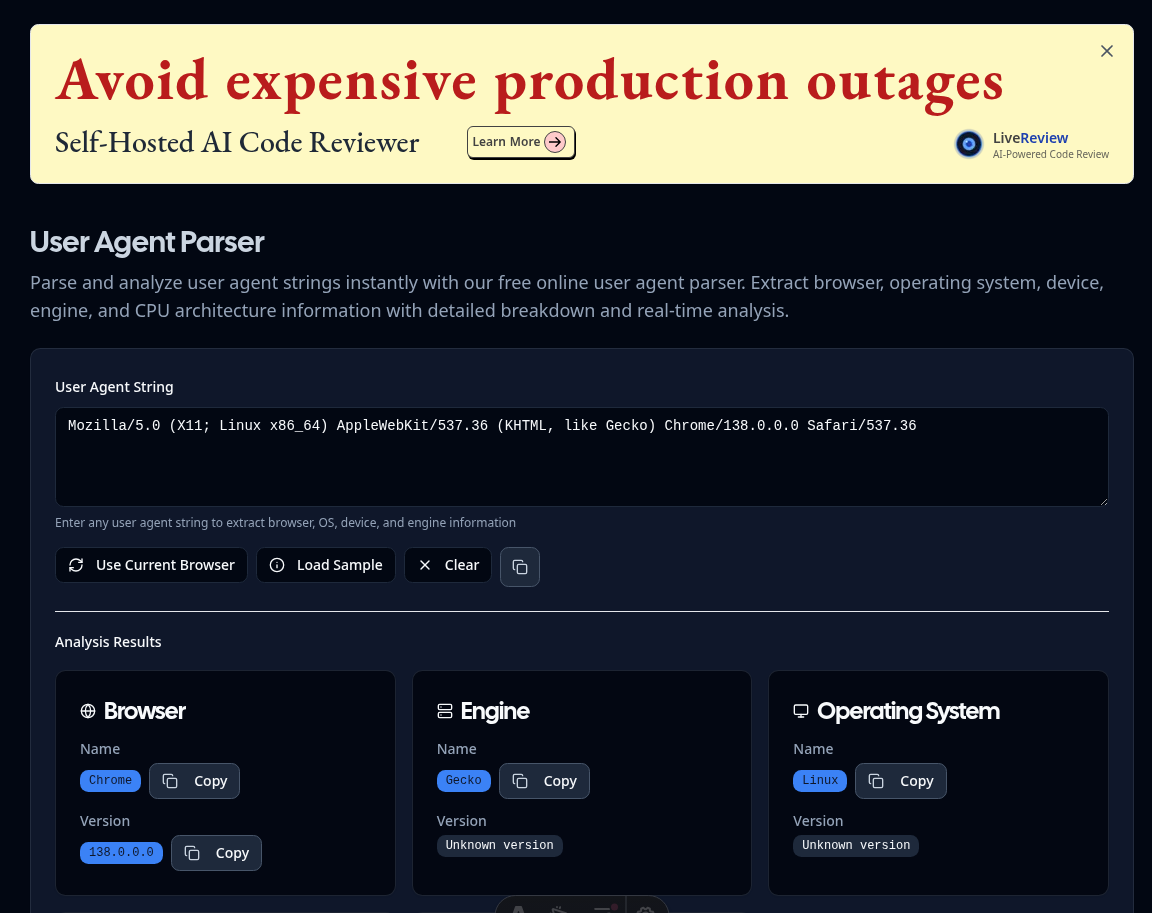 Avoid expensive production outages
Self-Hosted AI Code Reviewer
Learn More
LiveReview
AI-Powered Code Review
User Agent Parser
Parse and analyze user agent strings instantly with our free online user agent parser. Extract browser, operating system, device,
engine, and CPU architecture information with detailed breakdown and real-time analysis.
User Agent String
Mozilla/5.0 (X11; Linux x86_64) AppleWebKit/537.36 (KHTML, like Gecko) Chrome/138.0.0.0 Safari/537.36
Enter any user agent string to extract browser, OS, device, and engine information
Use Current Browser
Load Sample
Clear
Analysis Results
Browser
Name
Chrome
Copy
Version
138.0.0.0
Copy
Engine
Name
Gecko
Copy
Version
Unknown version
Operating System
Name
Linux
Copy
Version
Unknown version